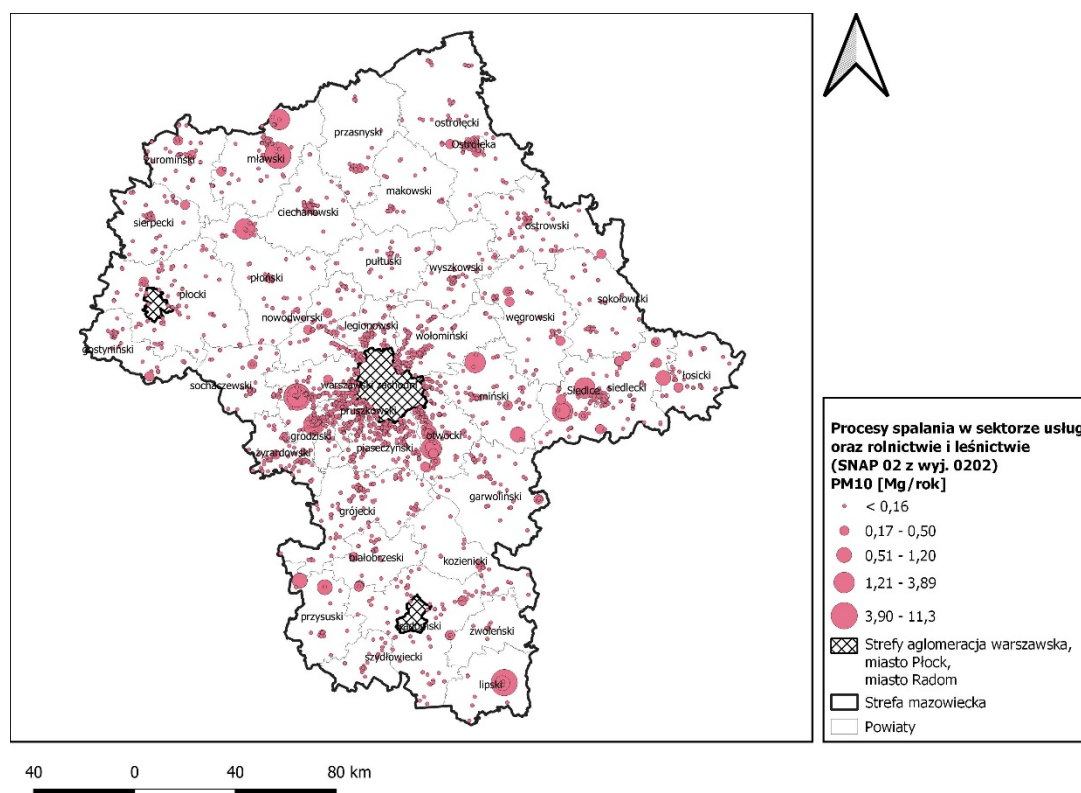 przasnyski
ostrołęcki
Ostrołęka
żuromiński
mławski
makowski
ciechanowski
sierpecki
ostrowski
pułtuski
wyszkowski
płoński
sokołowski
płocki
węgrowski
nowodworski
legionowski
wołomiński
gostyniński
łosicki
sochaczewski
warszawski zachodni
Siedlce
siedlecki
miński
pruszkowski
grodziski
otwocki
piaseczyński
żyrardowski
garwoliński
grójecki
białobrzeski
kozienicki
przysuski
radomski
zwoleński
szydłowiecki
lipski
Procesy spalania w sektorze usług
oraz rolnictwie i leśnictwie
(SNAP 02 z wyj. 0202)
PM10 [Mg/rok]
< 0,16
0,17 - 0,50
0,51 - 1,20
1,21 - 3,89
3,90 - 11,3
Strefy aglomeracja warszawska,
miasto Płock,
miasto Radom
Strefa mazowiecka
Powiaty
40 0 40 80 km